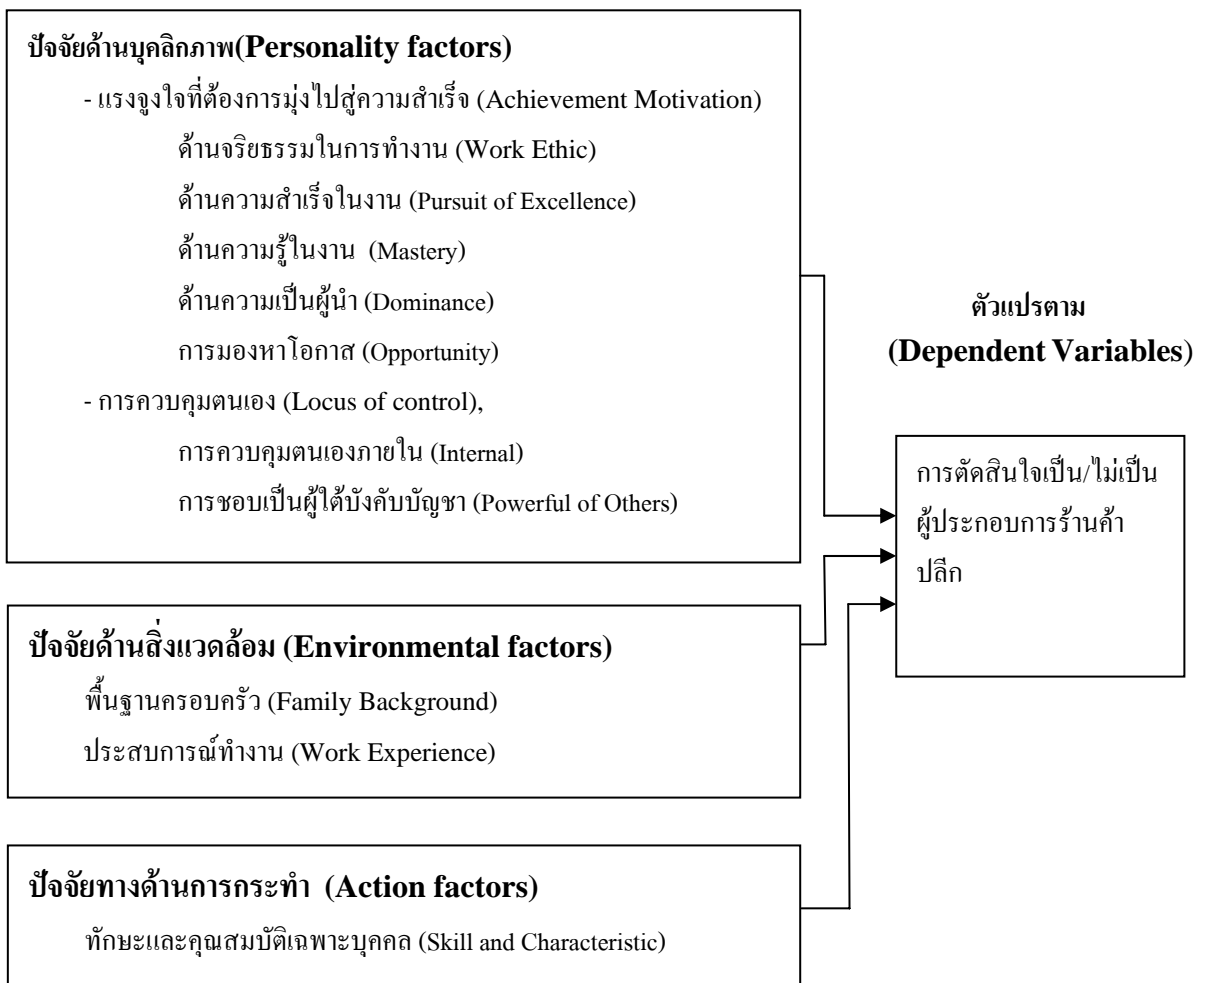 ปัจจัยด้านบุคลิกภาพ(Personality factors)
- แรงจูงใจที่ต้องการมุ่งไปสู่ความสำเร็จ (Achievement Motivation)
ด้านจริยธรรมในการทำงาน (Work Ethic)
ด้านความสำเร็จในงาน (Pursuit of Excellence)
ด้านความรู้ในงาน (Mastery)
ด้านความเป็นผู้นำ (Dominance)
การมองหาโอกาส (Opportunity)
- การควบคุมตนเอง (Locus of control),
การควบคุมตนเองภายใน (Internal)
การชอบเป็นผู้ใต้บังคับบัญชา (Powerful of Others)
ปัจจัยด้านสิ่งแวดล้อม (Environmental factors)
พื้นฐานครอบครัว (Family Background)
ประสบการณ์ทำงาน (Work Experience)
ปัจจัยทางด้านการกระทำ (Action factors)
ทักษะและคุณสมบัติเฉพาะบุคคล (Skill and Characteristic)
ตัวแปรตาม
(Dependent Variables)
การตัดสินใจเป็น/ไม่เป็น
ผู้ประกอบการร้านค้า
ปลีก